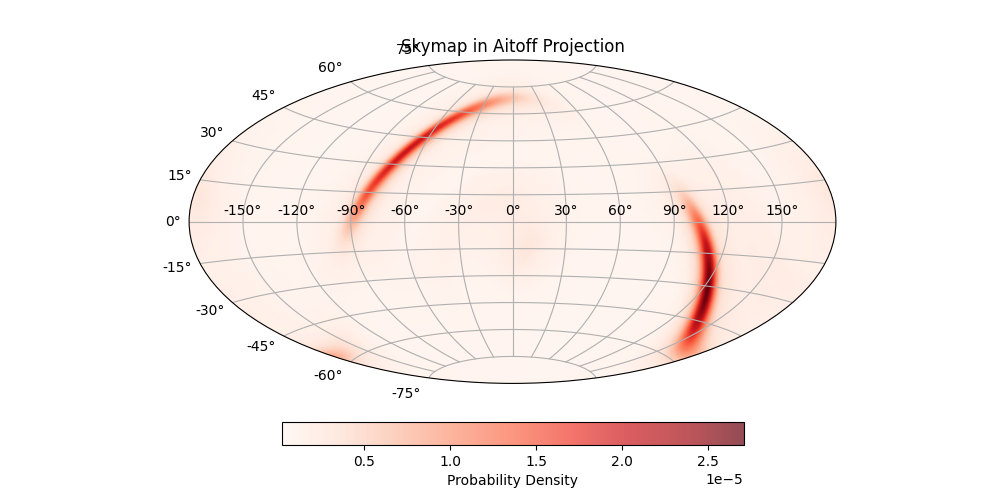 75°
Skymap in Aitoff Projection
60°
45°
30°
15°
0°
-150° -120° -90° -60° -30° 0° 30° 60° 90° 120° 150°
-15°
-30°
-45°
-60°
-75°
0.5 1.0 1.5 2.0 2.5
1e−5
Probability Density